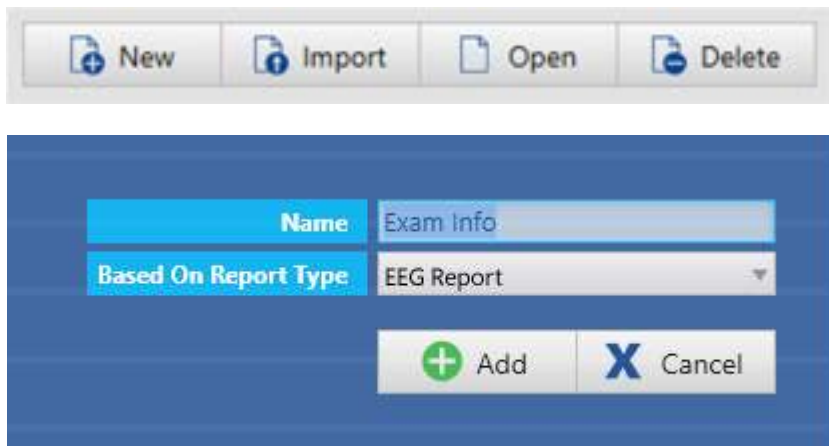 New Import Open Delete
Name Exam Info
Based On Report Type EEG Report
Add X Cancel